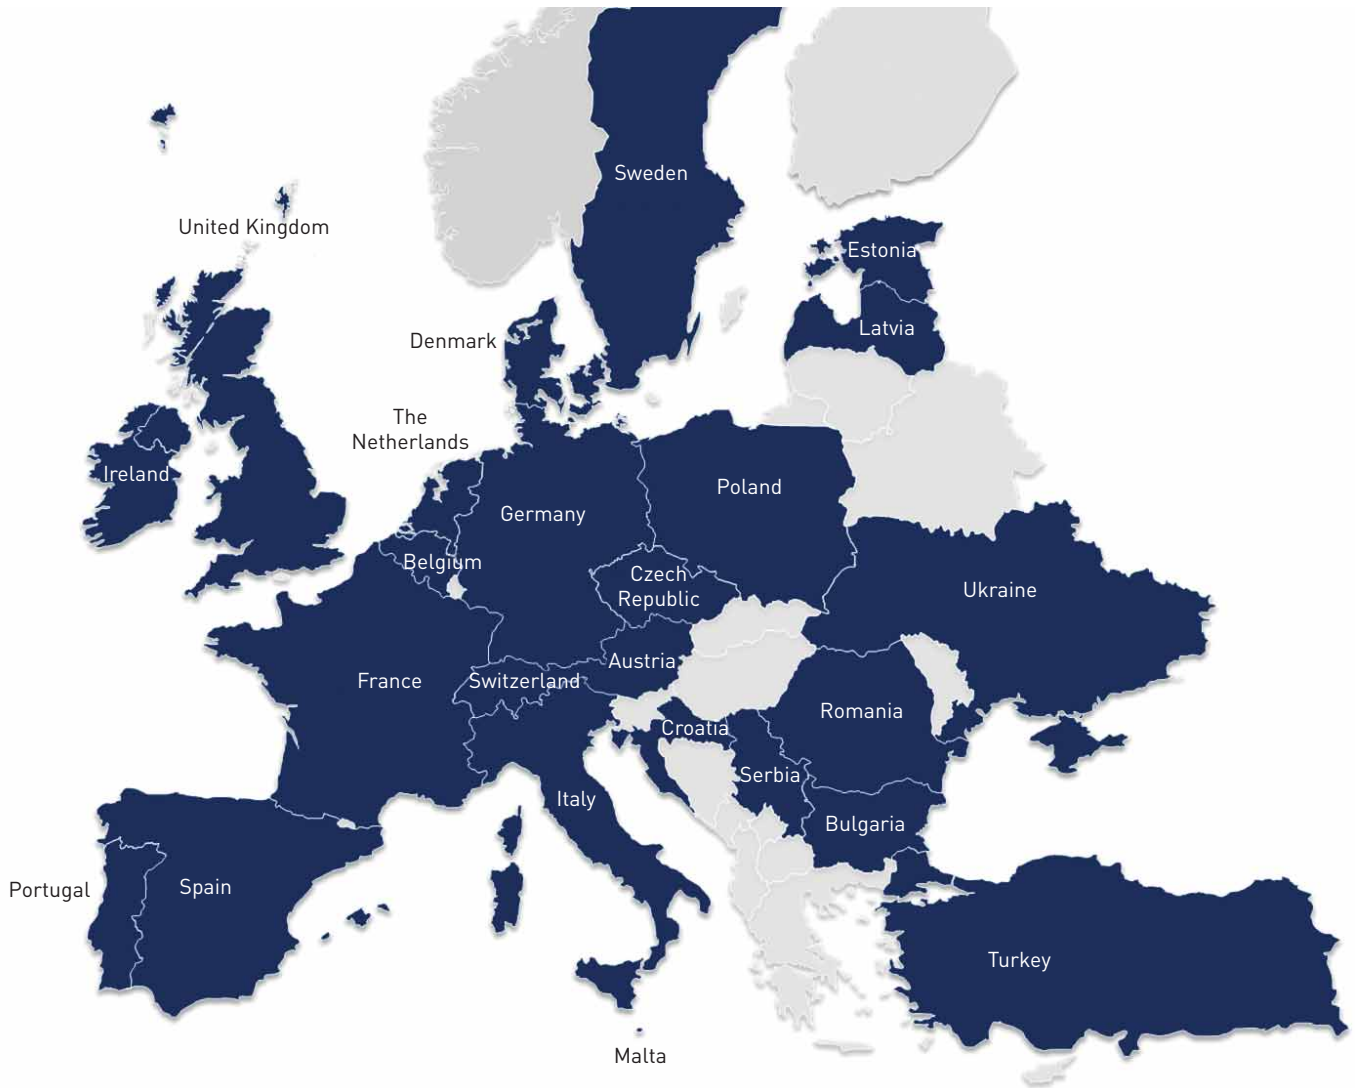 Sweden
United Kingdom
Estonia
Latvia
Denmark
The
Netherlands
Ireland
Poland
Germany
Belgium
Czech
Republic
Ukraine
Austria
France
Switzerland
Romania
Croatia
Serbia
Italy
Bulgaria
Portugal
Spain
Turkey
Malta